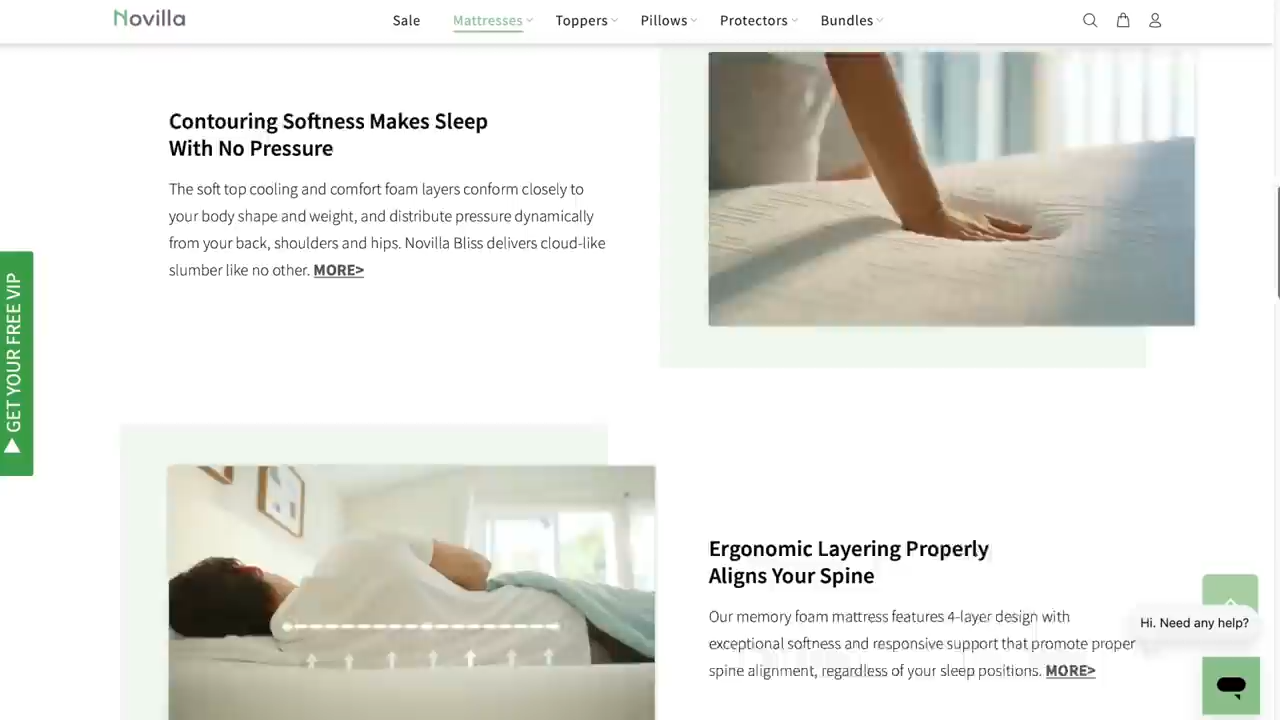 Novilla
Sale
Mattresses
Toppers
Pillows
Protectors
Bundles
Contouring Softness Makes Sleep
With No Pressure
The soft top cooling and comfort foam layers conform closely to
your body shape and weight, and distribute pressure dynamically
from your back, shoulders and hips. Novilla Bliss delivers cloud-like
slumber like no other. MORE>
GET YOUR FREE VIP
Ergonomic Layering Properly
Aligns Your Spine
Our memory foam mattress features 4-layer design with
exceptional softness and responsive support that promote proper
spine alignment, regardless of your sleep positions. MORE>
Hi. Need any help?